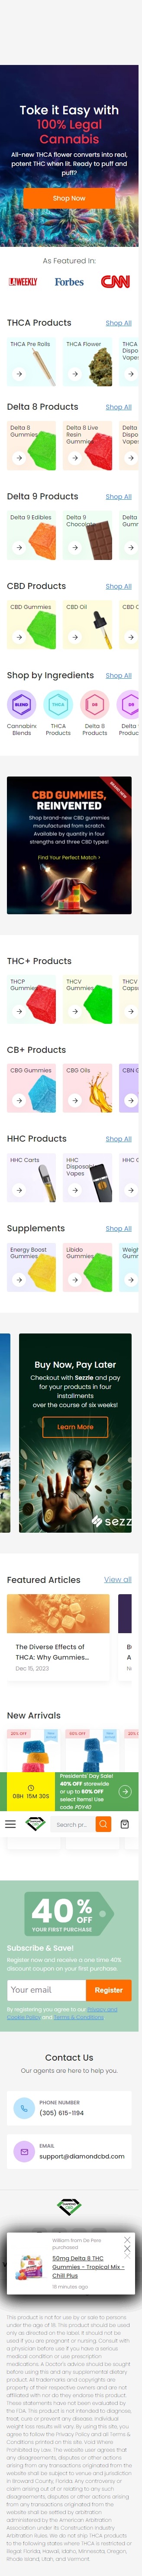 Toke it Easy with
100% Legal
Cannabis
All-new THCA flower converts into real,
potent THC when lit. Ready to puff and
puff?
Shop Now
As Featured In:
US WEEKLY
Forbes
CNN
THCA Products
Shop All
THCA Pre Rolls
THCA Flower
THCA
Dispo
Vapes
Delta 8 Products
Shop All
Delta 8
Gummies
Delta 8 Live
Resin
Gummies
Delta
Dispo
Vapes
Delta 9 Products
Shop All
Delta 9 Edibles
Delta 9
Chocolate
Delta
Gumm
CBD Products
Shop All
CBD Gummies
CBD Oil
CBD C
Shop by Ingredients
Shop All
BLEND
THCA
D8
D9
Cannabinoid
Blends
THCA
Products
Delta 8
Products
Delta
Produc
CBD GUMMIES,
REINVENTED
Shop brand-new CBD gummies
manufactured from scratch.
Available by quantity in four
strengths and three CBD types!
Find Your Perfect Match >
THC+ Products
THCP
Gummies
THCV
Gummies
THCV
Caps
CB+ Products
CBG Gummies
CBG Oils
CBN G
HHC Products
Shop All
HHC Carts
HHC
Disposable
Vapes
HHC G
Supplements
Shop All
Energy Boost
Gummies
Libido
Gummies
Weigh
Gumm
Buy Now, Pay Later
Checkout with Sezzle and pay
for your products in four
installments
over the course of six weeks!
Learn More
sezz
Featured Articles
View all
The Diverse Effects of
THCA: Why Gummies...
Dec 15, 2023
New Arrivals
Presidents' Day Sale!
40% OFF storewide
or up to 60% OFF
select items! Use
code PDY40
08H 15M 30S
Search pr...
40% OFF
YOUR FIRST PURCHASE
Subscribe & Save!
Register now and receive a one time 40%
discount coupon on your first purchase.
Your email
Register
By registering you agree to our Privacy and
Cookie Policy and Terms & Conditions
Contact Us
Our agents are here to help you.
PHONE NUMBER
(305) 615-1194
EMAIL
support@diamondcbd.com
William from De Pere
purchased
50mg Delta 8 THC
Gummies - Tropical Mix -
Chill Plus
16 minutes ago
This product is not for use by or sale to persons
under the age of 18. This product should be used
only as directed on the label. It should not be
used if you are pregnant or nursing. Consult with
a physician before use if you have a serious
medical condition or use prescription
medications. A Doctor's advice should be sought
before using this and any supplemental dietary
product. All trademarks and copyrights are
property of their respective owners and are not
affiliated with nor do they endorse this product.
These statements have not been evaluated by
the FDA. This product is not intended to diagnose,
treat, cure or prevent any disease. Individual
weight loss results will vary. By using this site, you
agree to follow the Privacy Policy and all Terms &
Conditions printed on this site. Void Where
Prohibited by Law. The website user agrees that
any disagreements, disputes or other actions
arising from any transactions originated from the
website shall be subject to venue and jurisdiction
in Broward County, Florida. Any controversy or
claim arising out of or relating to any such
disagreements, disputes or other actions arising
from any transactions originated from the
website shall be settled by arbitration
administered by the American Arbitration
Association under its Construction Industry
Arbitration Rules. We do not ship THCA products
to the following states where THCA is restricted or
illegal: Florida, Hawaii, Idaho, Minnesota, Oregon,
Rhode Island, Utah, and Vermont.